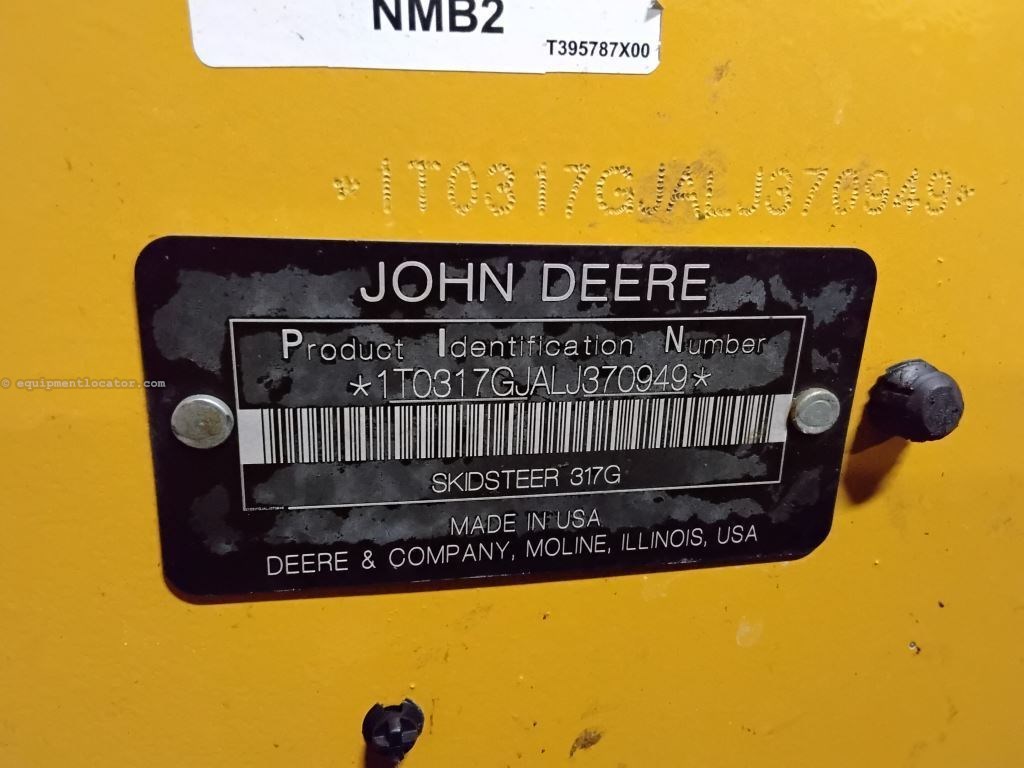 NMB2
T395787X00
*1T0317GJALJ370949*
JOHN DEERE
Product Identification Number
*1T0317GJALJ370949*
SKIDSTEER 317G
MADE IN USA
DEERE & COMPANY, MOLINE, ILLINOIS, USA
© equipmentlocator.com